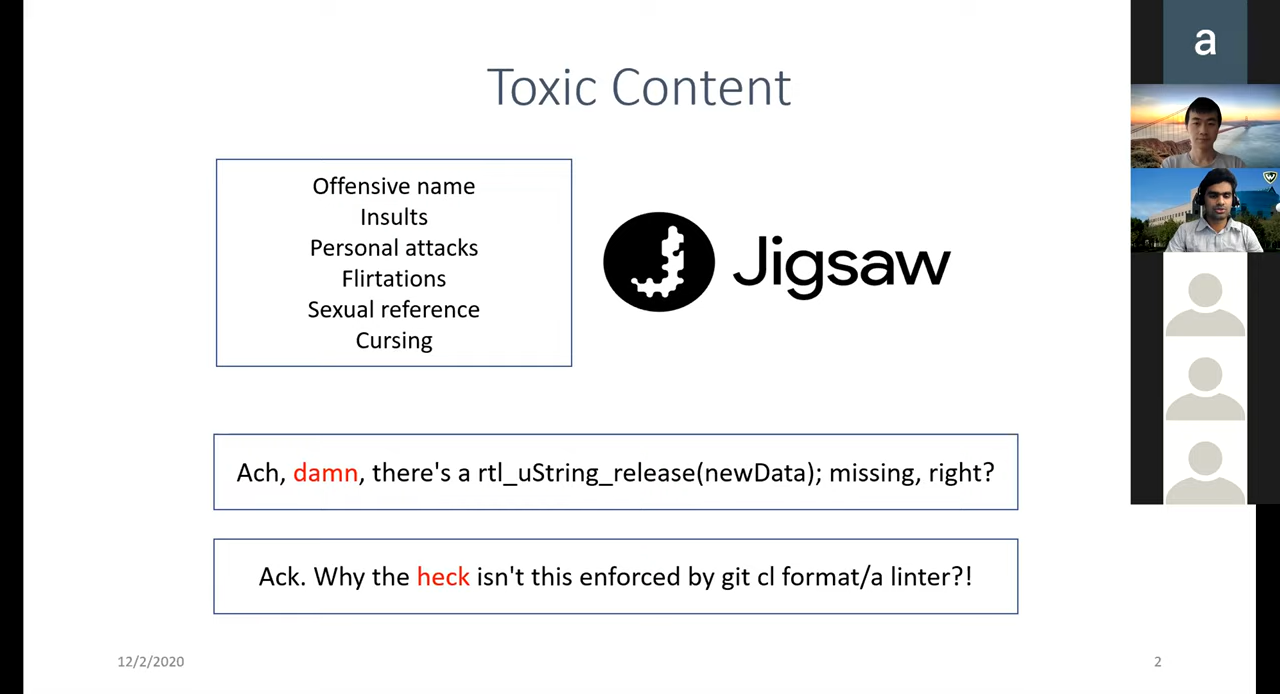 Toxic Content
Offensive name
Insults
Personal attacks
Flirtations
Sexual reference
Cursing
Jigsaw
Ach, damn, there's a rtl_uString_release(newData); missing, right?
Ack. Why the heck isn't this enforced by git cl format/a linter?!
12/2/2020
2
a